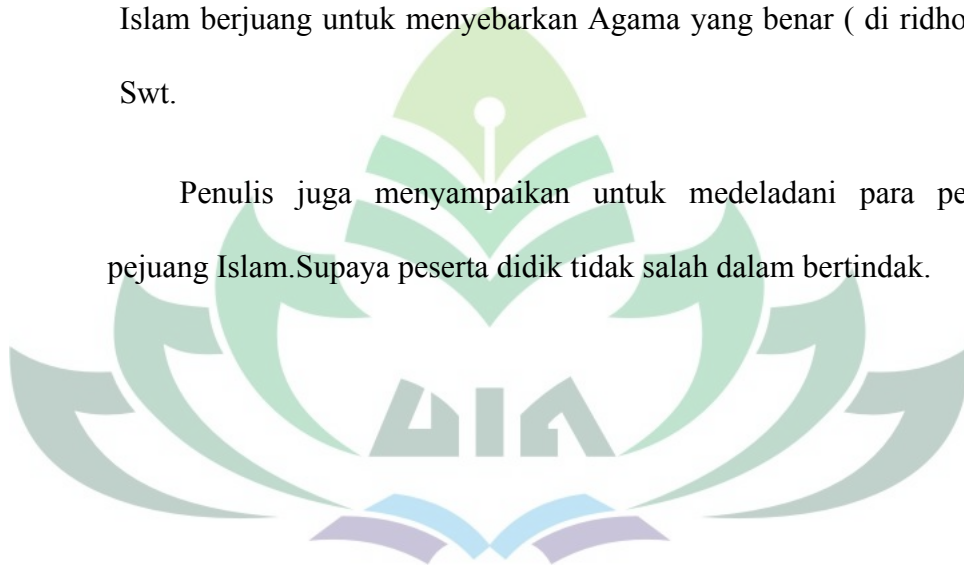 Islam berjuang untuk menyebarkan Agama yang benar ( di ridho
Swt.
Penulis juga menyampaikan untuk medeladani para pe
pejuang Islam.Supaya peserta didik tidak salah dalam bertindak.
UIN